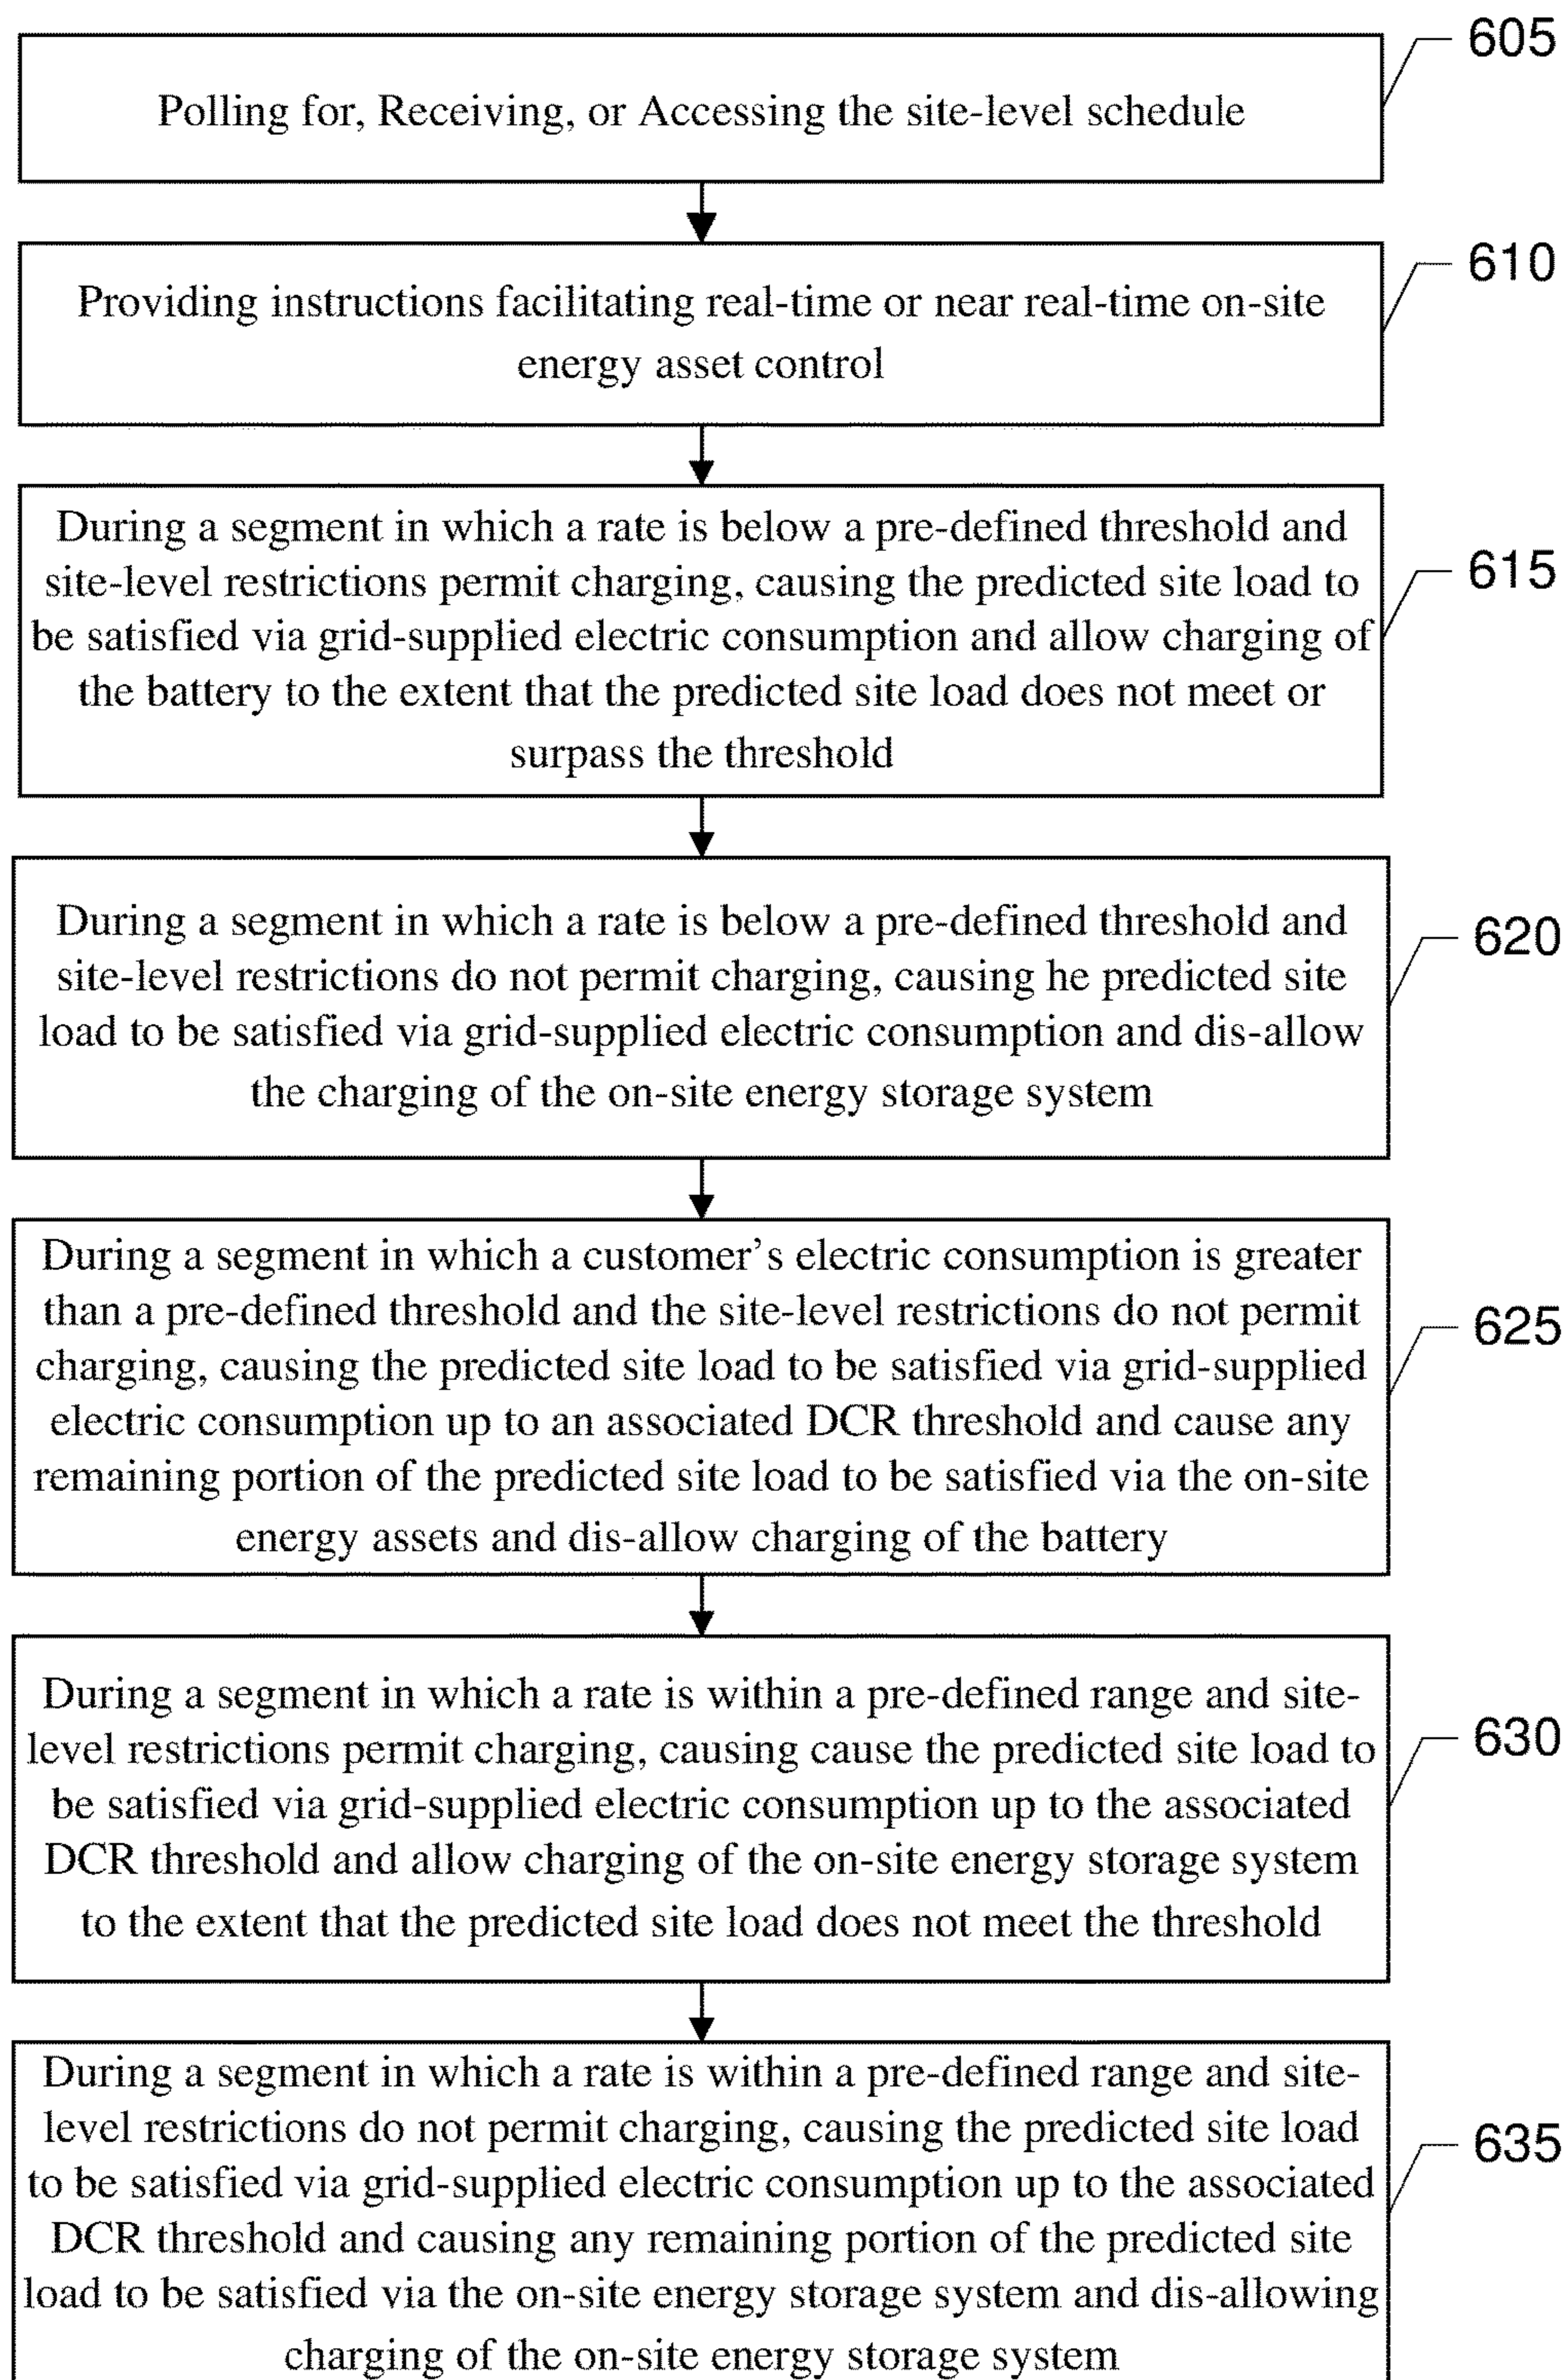 605
Polling for, Receiving, or Accessing the site-level schedule
610
Providing instructions facilitating real-time or near real-time on-site
energy asset control
615
During a segment in which a rate is below a pre-defined threshold and
site-level restrictions permit charging, causing the predicted site load to
be satisfied via grid-supplied electric consumption and allow charging of
the battery to the extent that the predicted site load does not meet or
surpass the threshold
620
During a segment in which a rate is below a pre-defined threshold and
site-level restrictions do not permit charging, causing he predicted site
load to be satisfied via grid-supplied electric consumption and dis-allow
the charging of the on-site energy storage system
625
During a segment in which a customer's electric consumption is greater
than a pre-defined threshold and the site-level restrictions do not permit
charging, causing the predicted site load to be satisfied via grid-supplied
electric consumption up to an associated DCR threshold and cause any
remaining portion of the predicted site load to be satisfied via the on-site
energy assets and dis-allow charging of the battery
630
During a segment in which a rate is within a pre-defined range and site-
level restrictions permit charging, causing cause the predicted site load to
be satisfied via grid-supplied electric consumption up to the associated
DCR threshold and allow charging of the on-site energy storage system
to the extent that the predicted site load does not meet the threshold
635
During a segment in which a rate is within a pre-defined range and site-
level restrictions do not permit charging, causing the predicted site load
to be satisfied via grid-supplied electric consumption up to the associated
DCR threshold and causing any remaining portion of the predicted site
load to be satisfied via the on-site energy storage system and dis-allowing
charging of the on-site energy storage system